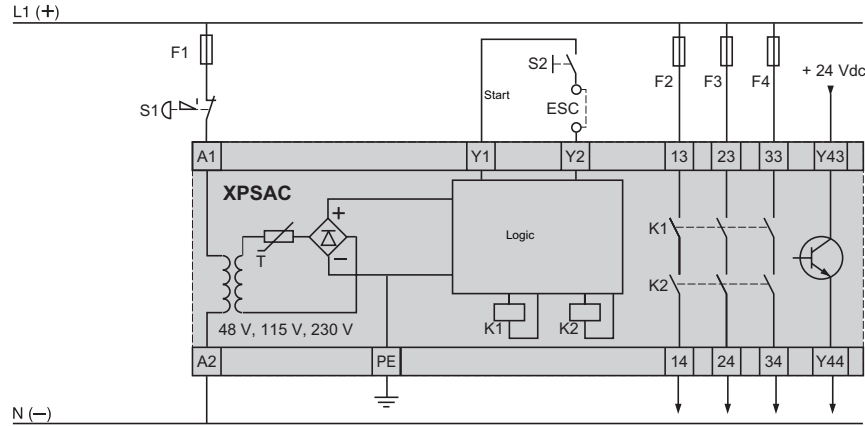 L1 (+)
F1
S2
F2
F3
F4
+ 24 Vdc
Start
ESC
S1
A1
Y1
Y2
13
23
33
Y43
XPSAC
+
Logic
K1
T
–
K2
48 V, 115 V, 230 V
K1
K2
A2
PE
14
24
34
Y44
N (–)